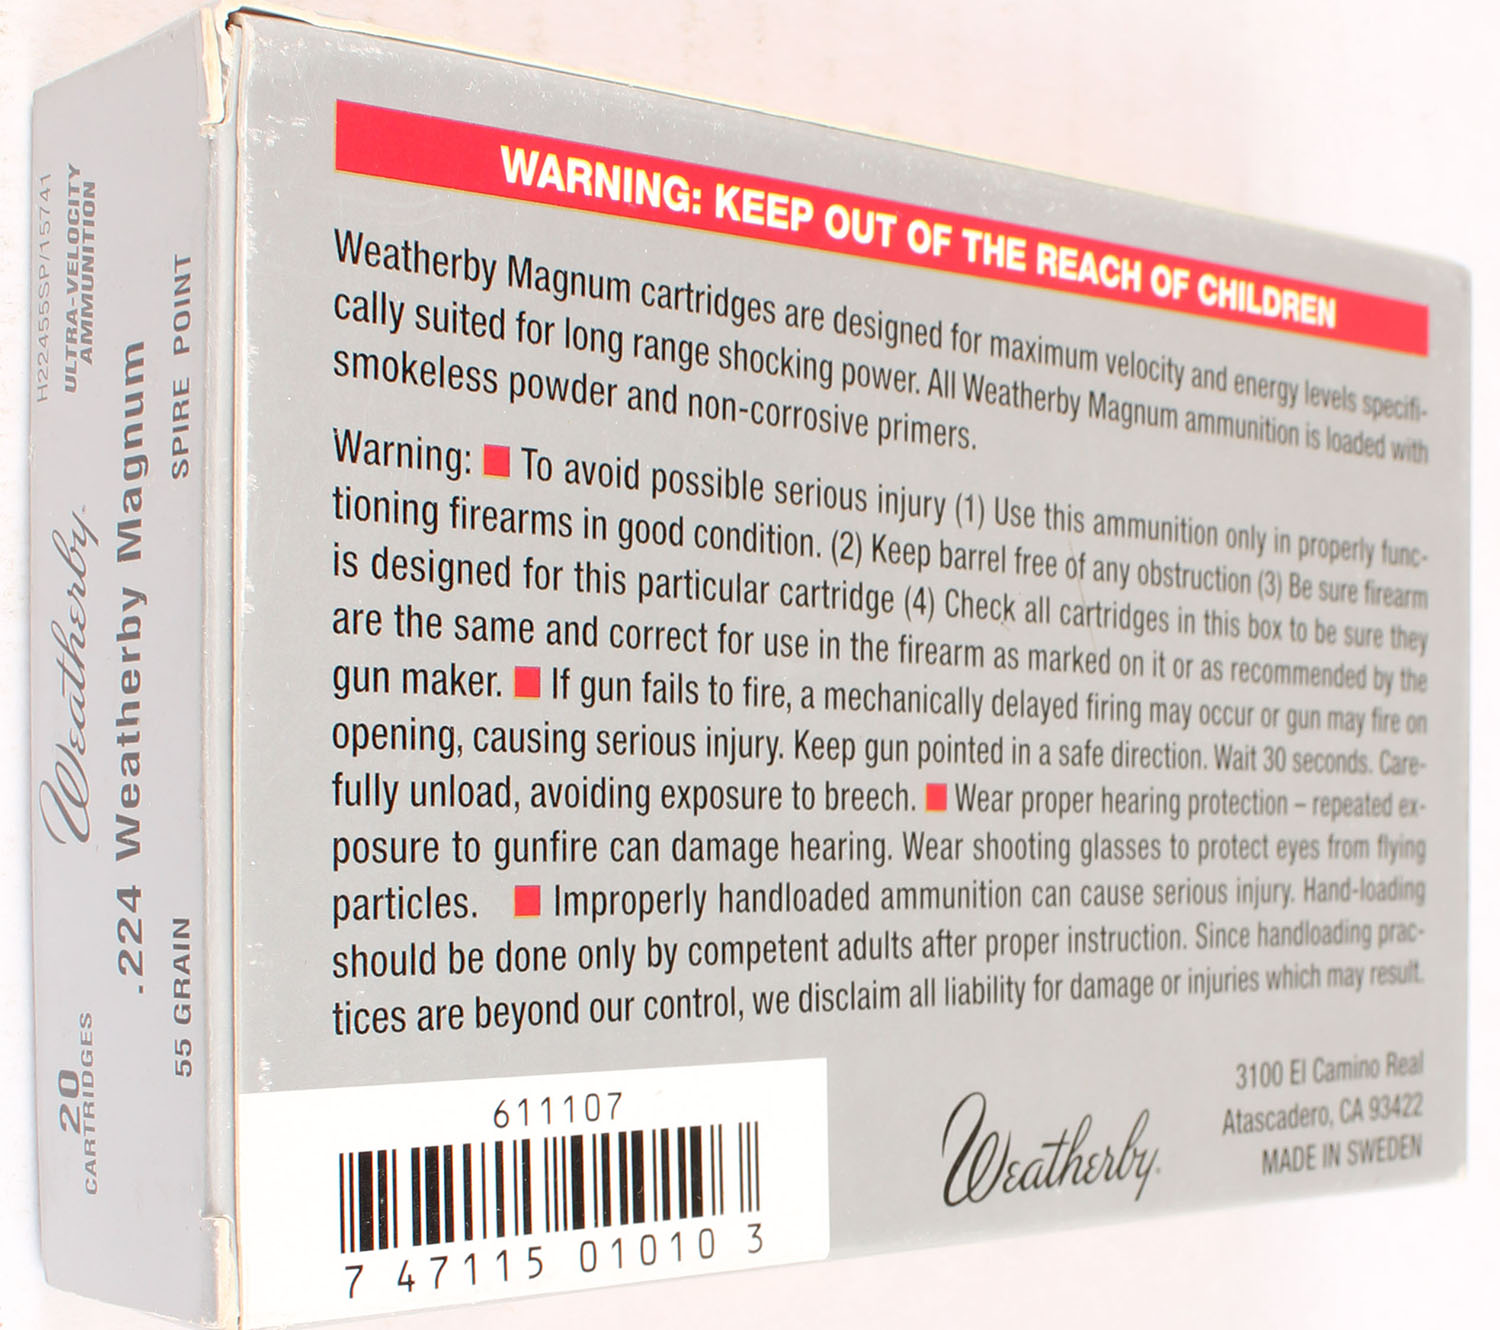 H22455SP/15741
ULTRA-VELOCITY
AMMUNITION
Weatherby
.224 Weatherby Magnum
SPIRE POINT
55 GRAIN
20
CARTRIDGES
WARNING: KEEP OUT OF THE REACH OF CHILDREN
Weatherby Magnum cartridges are designed for maximum velocity and energy levels specifi-
cally suited for long range shocking power. All Weatherby Magnum ammunition is loaded with
smokeless powder and non-corrosive primers.
Warning: ■ To avoid possible serious injury (1) Use this ammunition only in properly func-
tioning firearms in good condition. (2) Keep barrel free of any obstruction (3) Be sure firearm
is designed for this particular cartridge (4) Check all cartridges in this box to be sure they
are the same and correct for use in the firearm as marked on it or as recommended by the
gun maker. ■ If gun fails to fire, a mechanically delayed firing may occur or gun may fire on
opening, causing serious injury. Keep gun pointed in a safe direction. Wait 30 seconds. Care-
fully unload, avoiding exposure to breech. ■ Wear proper hearing protection – repeated ex-
posure to gunfire can damage hearing. Wear shooting glasses to protect eyes from flying
particles. ■ Improperly handloaded ammunition can cause serious injury. Hand-loading
should be done only by competent adults after proper instruction. Since handloading prac-
tices are beyond our control, we disclaim all liability for damage or injuries which may result.
611107
7 47115 01010 3
Weatherby
3100 El Camino Real
Atascadero, CA 93422
MADE IN SWEDEN